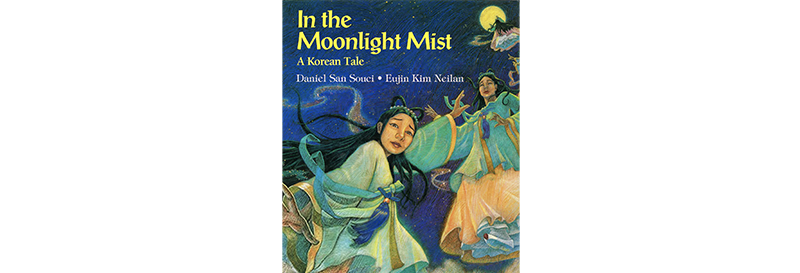 In the
Moonlight Mist
A Korean Tale
Daniel San Souci • Eujin Kim Neilan